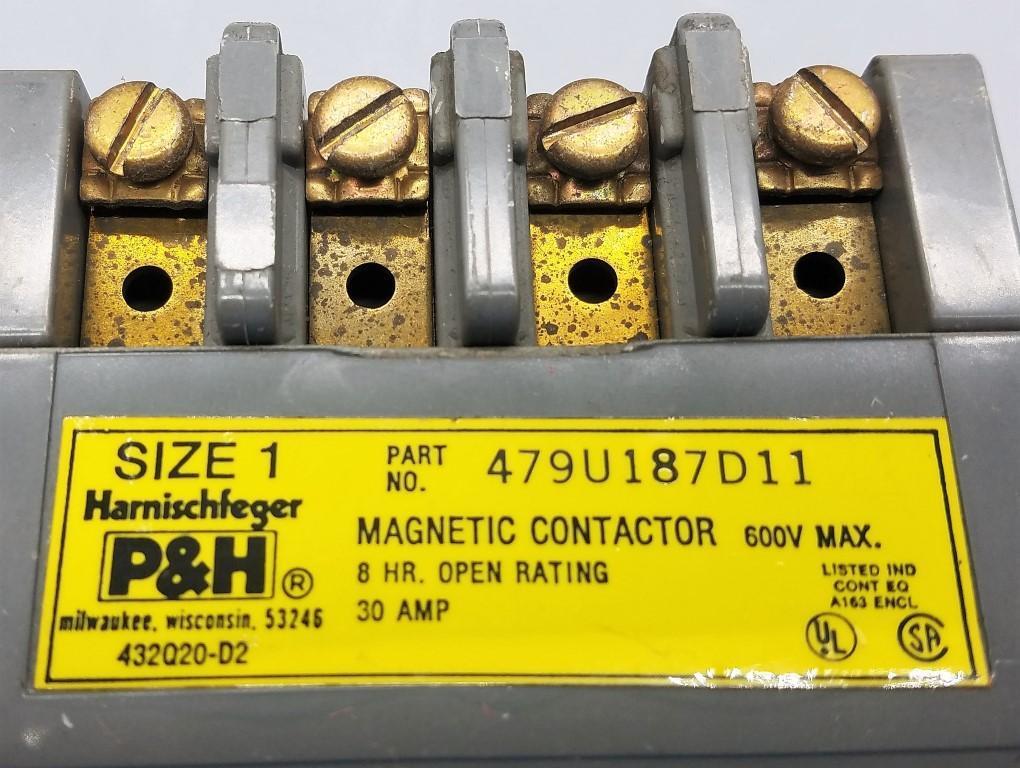 SIZE 1
Harnischfeger
P&H ®
milwaukee, wisconsin, 53246
432Q20-D2
PART NO. 479U187D11
MAGNETIC CONTACTOR 600V MAX.
8 HR. OPEN RATING
30 AMP
LISTED IND
CONT EQ
A163 ENCL
UL SA